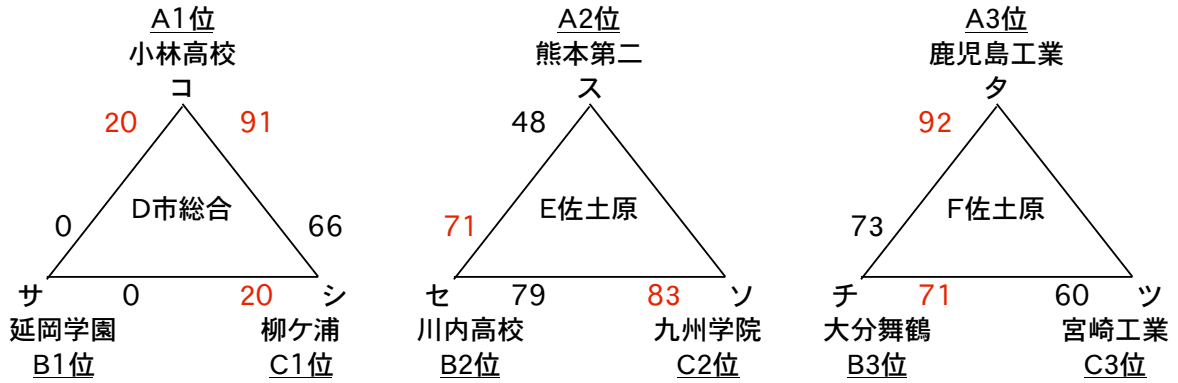 A1位
小林高校
コ
20 91
D市総合
0 66
サ 0 20 シ
延岡学園 柳ケ浦
B1位 C1位
A2位
熊本第二
ス
48
E佐土原
71
セ 79 83 ソ
川内高校 九州学院
B2位 C2位
A3位
鹿児島工業
タ
92
F佐土原
73
チ 71 60 ツ
大分舞鶴 宮崎工業
B3位 C3位